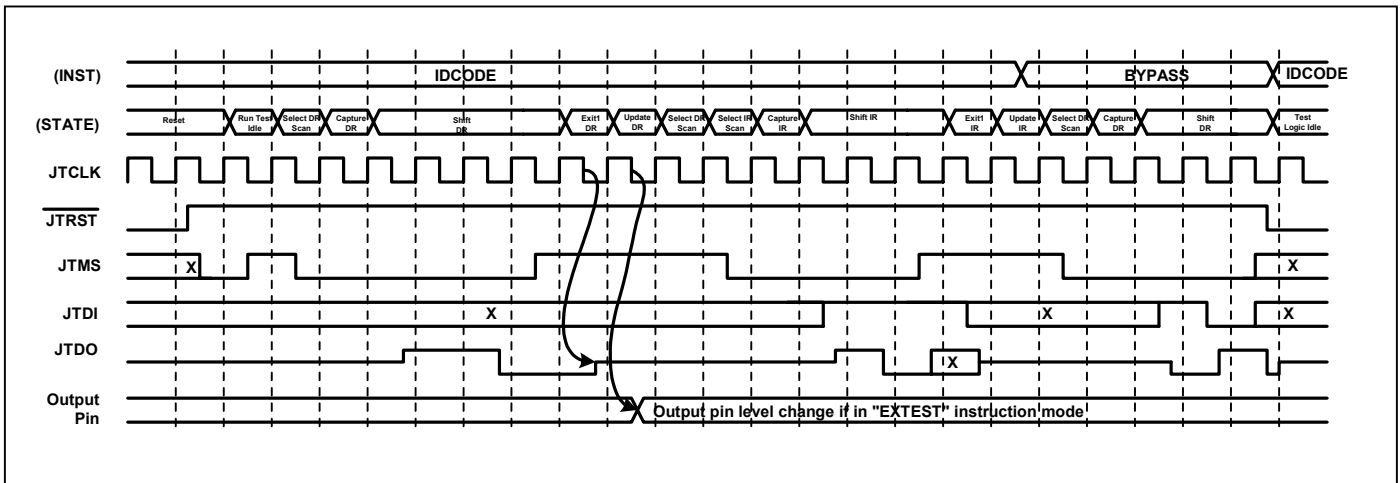 (INST)
IDCODE
BYPASS
IDCODE
(STATE)
Reset
Run Test
Idle
Select DR
Scan
Capture
DR
Shift
DR
Exit1
DR
Update
DR
Select DR
Scan
Select IR
Scan
Capture
IR
Shift IR
Exit1
IR
Update
IR
Select DR
Scan
Capture
DR
Shift
DR
Test
Logic Idle
JTCLK
JTRST
JTMS
X
X
JTDI
X
X
X
JTDO
X
Output
Pin
Output pin level change if in "EXTEST" instruction mode